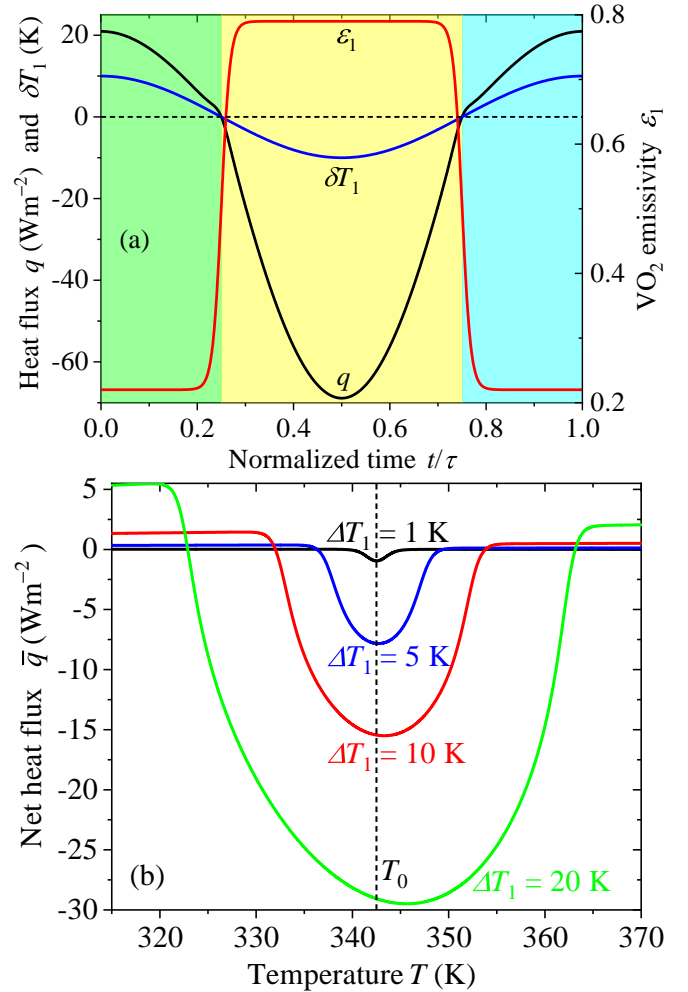 Heat flux q (Wm⁻²) and δT₁ (K)
20
0
-20
-40
-60
ε₁
δT₁
(a)
q
0.8
0.6
0.4
0.2
VO₂ emissivity ε₁
0.0 0.2 0.4 0.6 0.8 1.0
Normalized time t/τ
Net heat flux q̅ (Wm⁻²)
5
0
-5
-10
-15
-20
-25
-30
ΔT₁ = 1 K
ΔT₁ = 5 K
ΔT₁ = 10 K
T₀
(b)
ΔT₁ = 20 K
320 330 340 350 360 370
Temperature T (K)